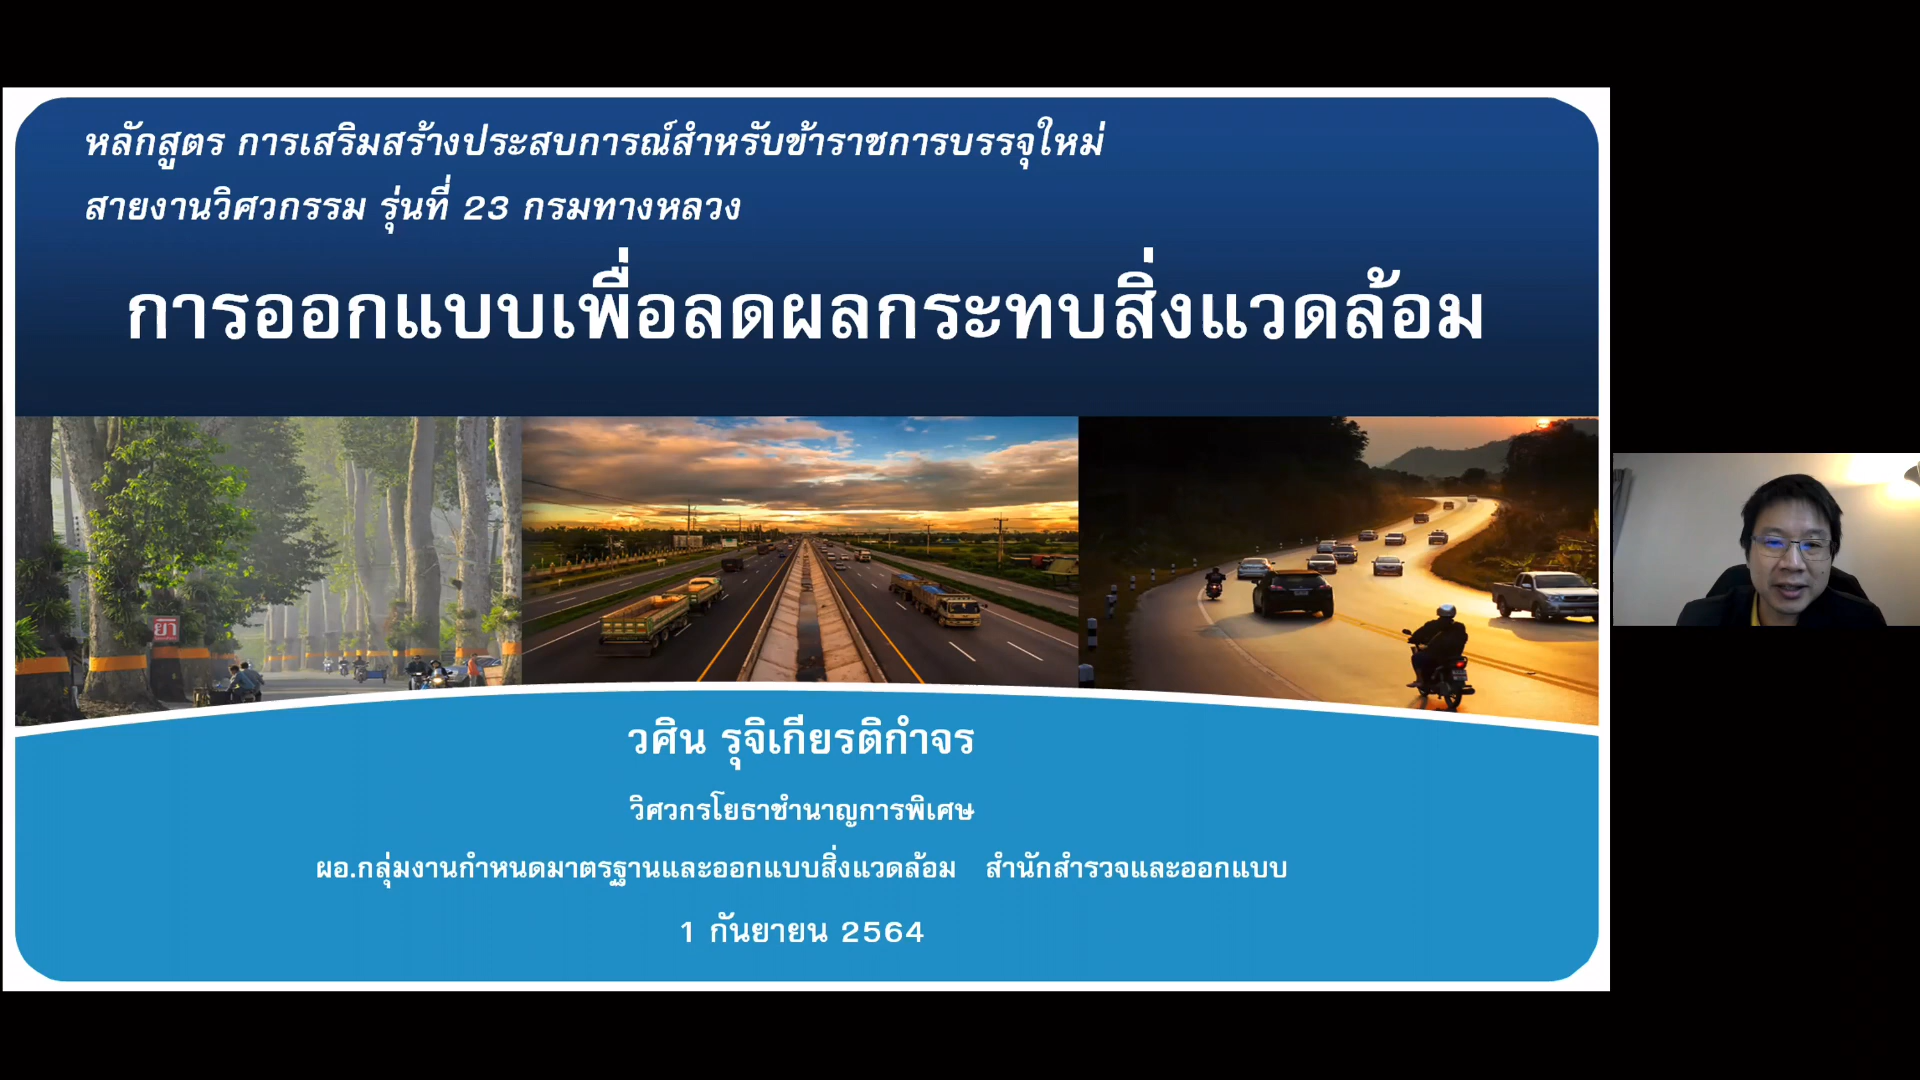 หลักสูตร การเสริมสร้างประสบการณ์สำหรับข้าราชการบรรจุใหม่
สายงานวิศวกรรม รุ่นที่ 23 กรมทางหลวง
การออกแบบเพื่อลดผลกระทบสิ่งแวดล้อม
ยา
วศิน รุจิเกียรติกำจร
วิศวกรโยธาชำนาญการพิเศษ
ผอ.กลุ่มงานกำหนดมาตรฐานและออกแบบสิ่งแวดล้อม สำนักสำรวจและออกแบบ
1 กันยายน 2564